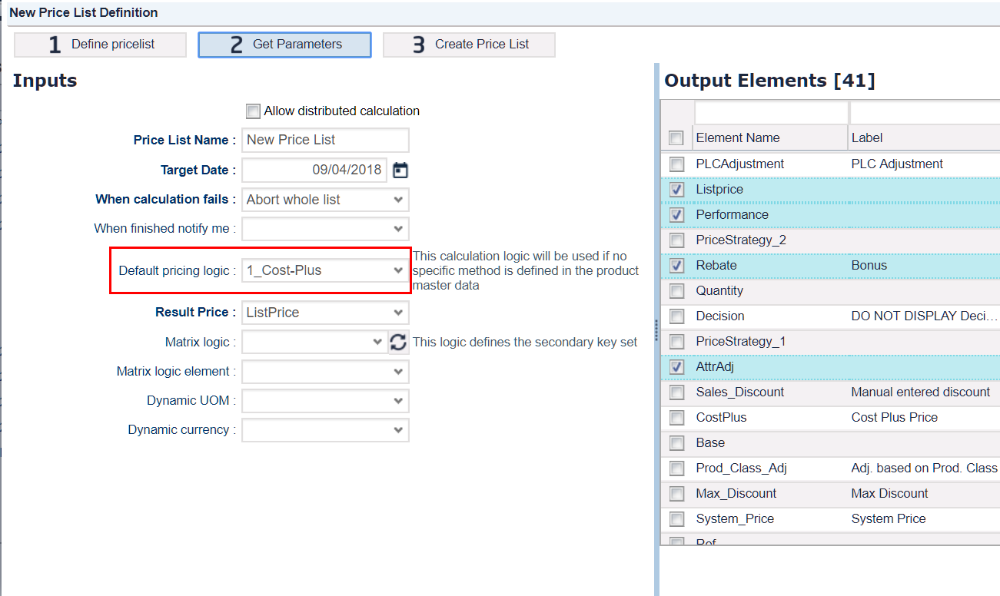 New Price List Definition
1 Define pricelist
2 Get Parameters
3 Create Price List
Inputs
Allow distributed calculation
Price List Name : New Price List
Target Date : 09/04/2018
When calculation fails : Abort whole list
When finished notify me :
Default pricing logic : 1_Cost-Plus
This calculation logic will be used if no
specific method is defined in the product
master data
Result Price : ListPrice
Matrix logic : This logic defines the secondary key set
Matrix logic element :
Dynamic UOM :
Dynamic currency :
Output Elements [41]
Element Name Label
PLCAdjustment PLC Adjustment
Listprice
Performance
PriceStrategy_2
Rebate Bonus
Quantity
Decision DO NOT DISPLAY Deci...
PriceStrategy_1
AttrAdj
Sales_Discount Manual entered discount
CostPlus Cost Plus Price
Base
Prod_Class_Adj Adj. based on Prod. Class
Max_Discount Max Discount
System_Price System Price